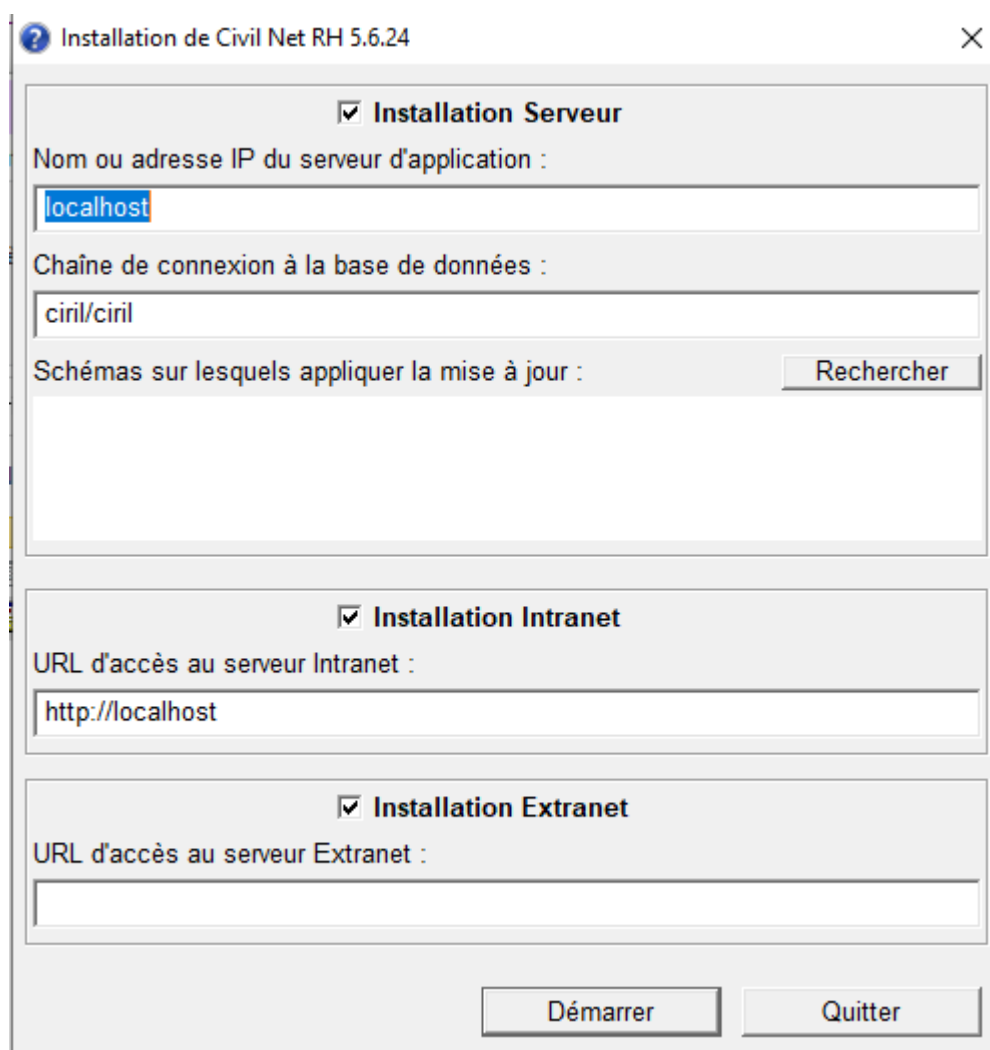 Installation de Civil Net RH 5.6.24
Installation Serveur
Nom ou adresse IP du serveur d'application :
localhost
Chaîne de connexion à la base de données :
ciril/ciril
Schémas sur lesquels appliquer la mise à jour :
Rechercher
Installation Intranet
URL d'accès au serveur Intranet :
http://localhost
Installation Extranet
URL d'accès au serveur Extranet :
Démarrer
Quitter